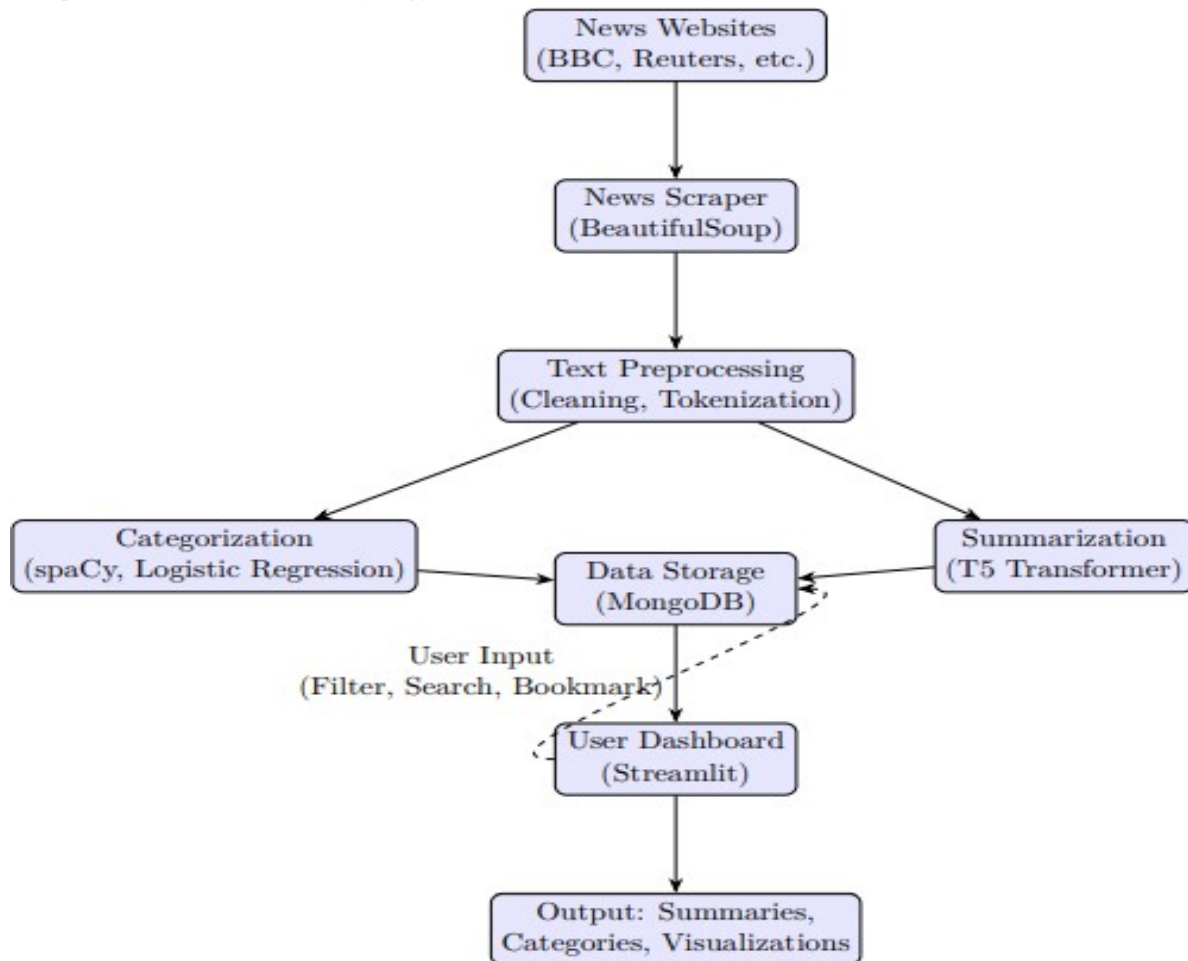 News Websites
(BBC, Reuters, etc.)
News Scraper
(BeautifulSoup)
Text Preprocessing
(Cleaning, Tokenization)
Categorization
(spaCy, Logistic Regression)
Summarization
(T5 Transformer)
Data Storage
(MongoDB)
User Input
(Filter, Search, Bookmark)
User Dashboard
(Streamlit)
Output: Summaries,
Categories, Visualizations